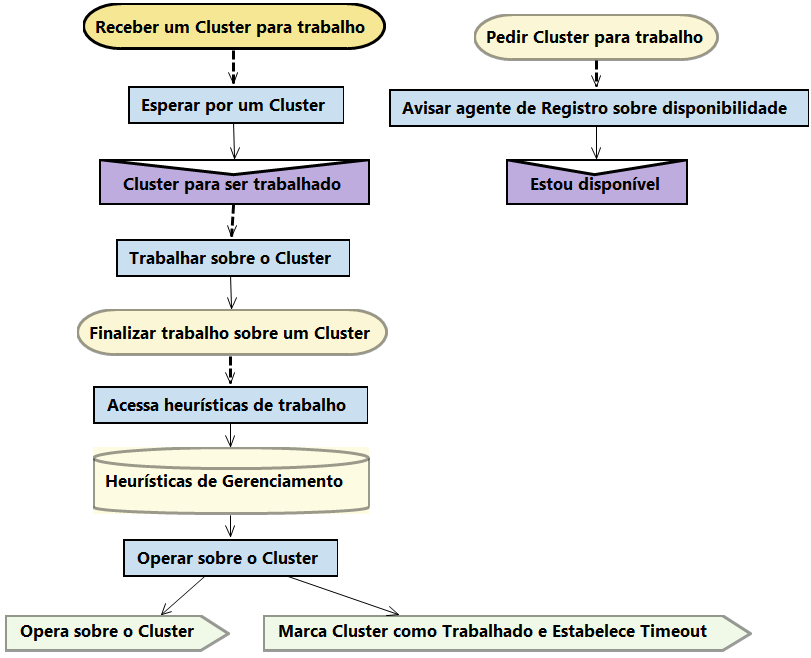 Receber um Cluster para trabalho
Esperar por um Cluster
Cluster para ser trabalhado
Trabalhar sobre o Cluster
Finalizar trabalho sobre um Cluster
Acessa heurísticas de trabalho
Heurísticas de Gerenciamento
Operar sobre o Cluster
Opera sobre o Cluster
Marca Cluster como Trabalhado e Estabelece Timeout
Pedir Cluster para trabalho
Avisar agente de Registro sobre disponibilidade
Estou disponível